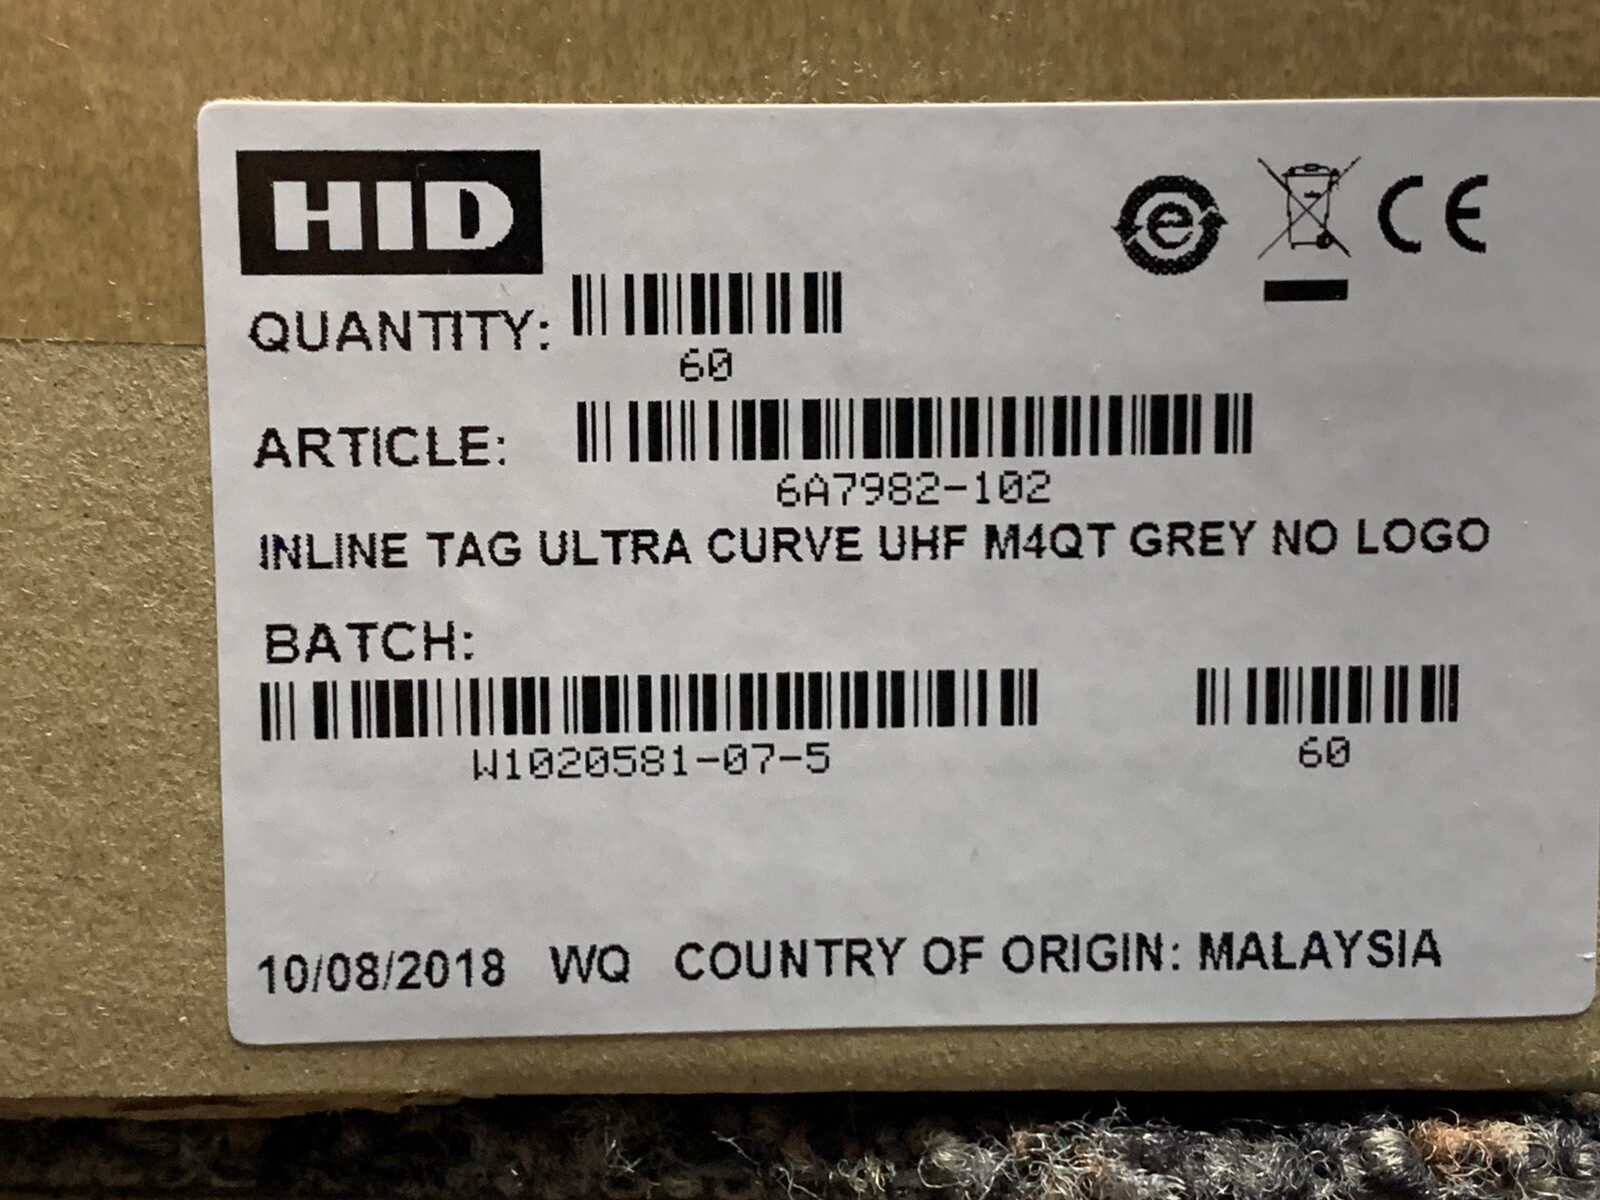 HID
e
CE
QUANTITY:
60
ARTICLE:
6A7982-102
INLINE TAG ULTRA CURVE UHF M4QT GREY NO LOGO
BATCH:
W1020581-07-5 60
10/08/2018 WQ COUNTRY OF ORIGIN: MALAYSIA